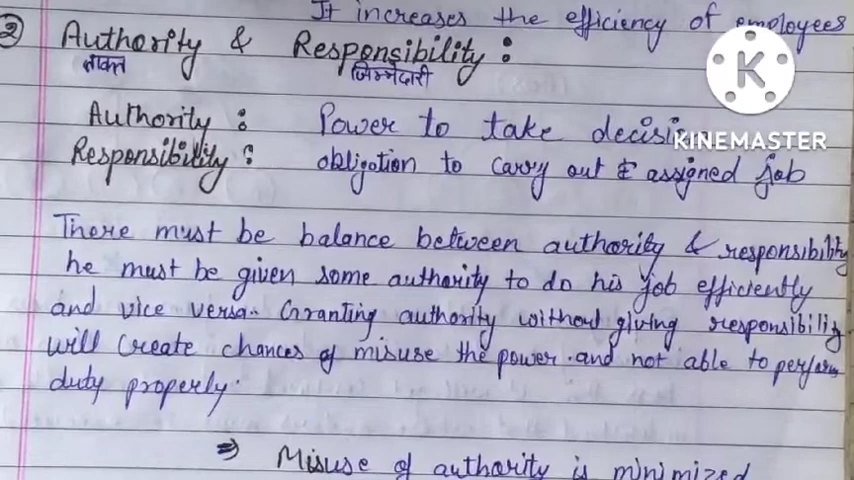 It increases the efficiency of employees
② Authority & Responsibility :
ताकत जिम्मेदारी
KINEMASTER
Authority : Power to take decision
Responsibility : obligation to carry out & assigned job
There must be balance between authority & responsibility
he must be given some authority to do his job efficiently
and vice versa.. Granting authority without giving responsibility
will create chances of misuse the power. and not able to perform
duty properly.
⇒ Misuse of authority is minimized